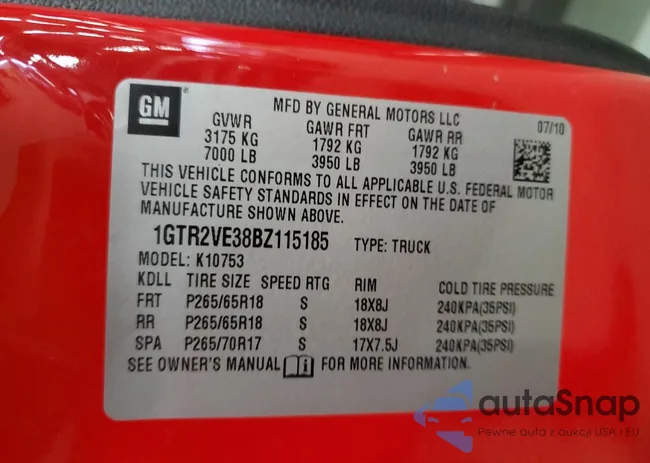 GM
MFD BY GENERAL MOTORS LLC 07/10
GVWR GAWR FRT GAWR RR
3175 KG 1792 KG 1792 KG
7000 LB 3950 LB 3950 LB
THIS VEHICLE CONFORMS TO ALL APPLICABLE U.S. FEDERAL MOTOR
VEHICLE SAFETY STANDARDS IN EFFECT ON THE DATE OF
MANUFACTURE SHOWN ABOVE.
1GTR2VE38BZ115185 TYPE: TRUCK
MODEL: K10753
KDLL TIRE SIZE SPEED RTG RIM COLD TIRE PRESSURE
FRT P265/65R18 S 18X8J 240KPA(35PSI)
RR P265/65R18 S 18X8J 240KPA(35PSI)
SPA P265/70R17 S 17X7.5J 240KPA(35PSI)
SEE OWNER'S MANUAL FOR MORE INFORMATION.
autaSnap
Pewne auta z aukcji USA i EU